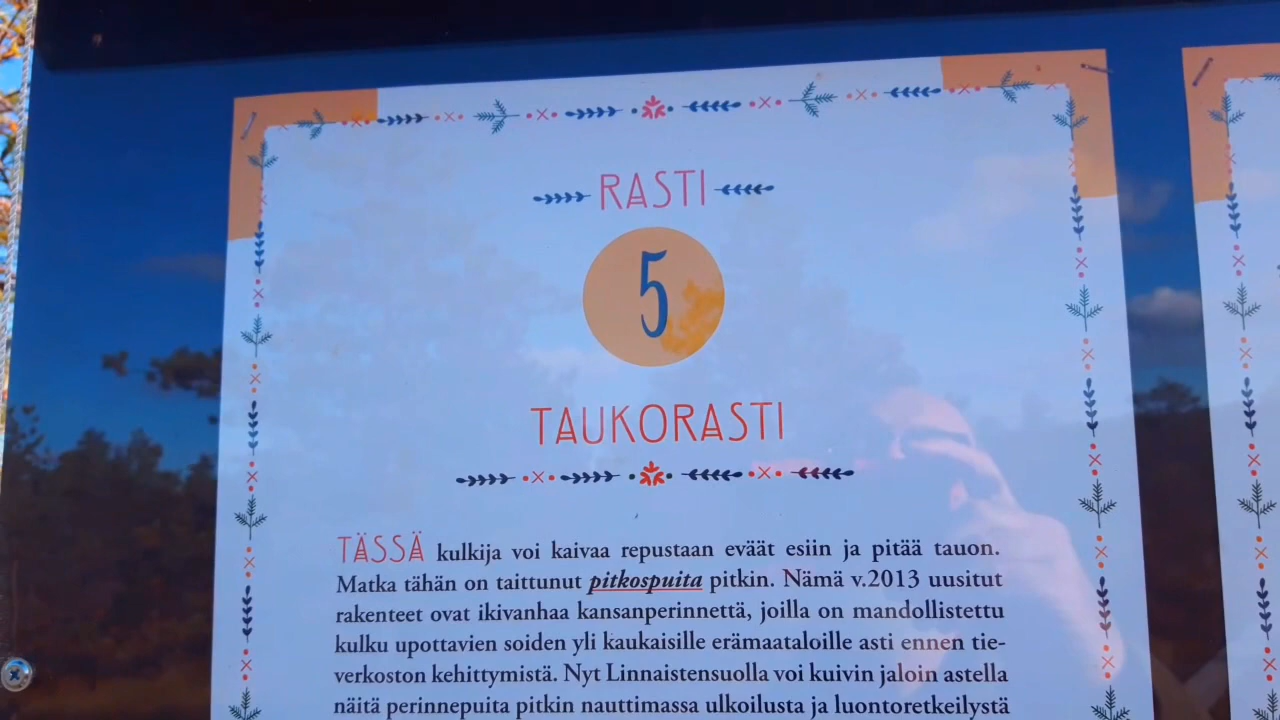 RASTI
5
TAUKORASTI
TÄSSÄ kulkija voi kaivaa repustaan eväät esiin ja pitää tauon.
Matka tähän on taittunut pitkospuita pitkin. Nämä v.2013 uusitut
rakenteet ovat ikivanhaa kansanperinnettä, joilla on mandollistettu
kulku upottavien soiden yli kaukaisille erämaataloille asti ennen tie-
verkoston kehittymistä. Nyt Linnaistensuolla voi kuivin jaloin astella
näitä perinnepuita pitkin nauttimassa ulkoilusta ja luontoretkeilystä